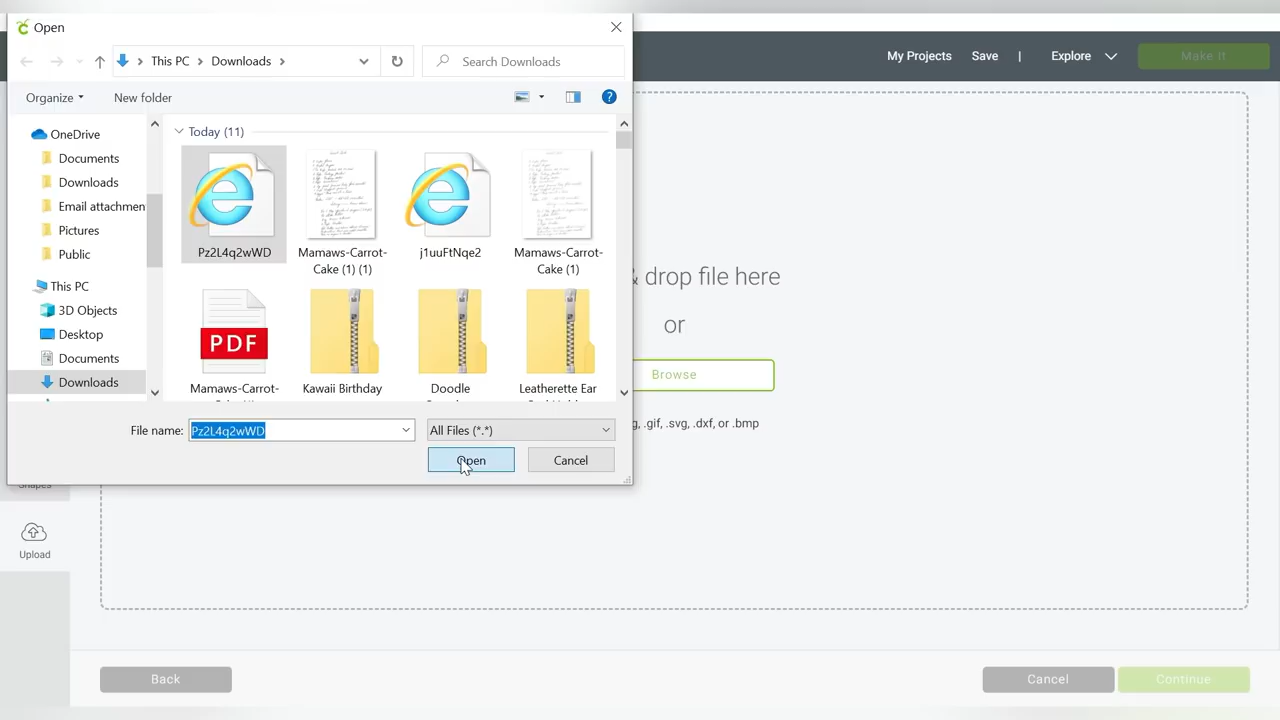 Open
This PC
Downloads
Search Downloads
My Projects
Save
|
Explore
Make It
Organize
New folder
OneDrive
Documents
Downloads
Email attachmen
Pictures
Public
This PC
3D Objects
Desktop
Documents
Downloads
Today (11)
Pz2L4q2wWD
Mamaws-Carrot-
Cake (1) (1)
j1uuFtNqe2
Mamaws-Carrot-
Cake (1)
PDF
Mamaws-Carrot-
Kawaii Birthday
Doodle
Leatherette Ear
& drop file here
or
Browse
g, .gif, .svg, .dxf, or .bmp
File name:
Pz2L4q2wWD
All Files (*.*)
Open
Cancel
Shapes
Upload
Back
Cancel
Continue